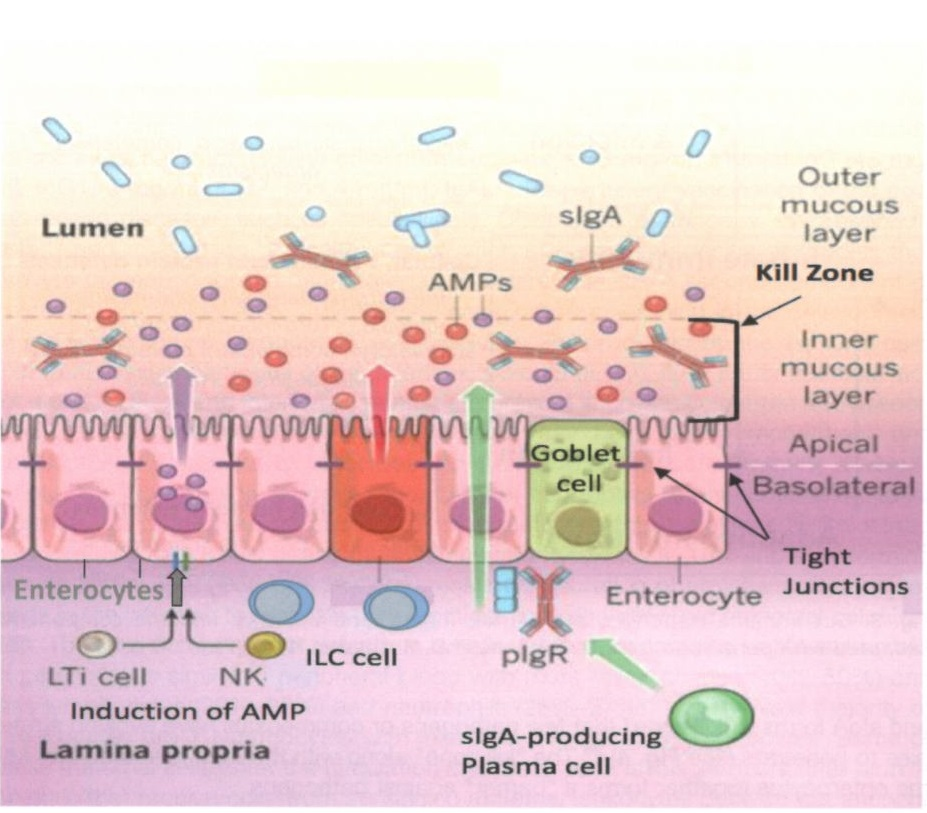 Outer
mucous
layer
sIgA
Lumen
Kill Zone
AMPs
Inner
mucous
layer
Apical
Goblet
cell
Basolateral
Tight
Junctions
Enterocytes
Enterocyte
ILC cell
pIgR
LTi cell
NK
Induction of AMP
sIgA-producing
Plasma cell
Lamina propria